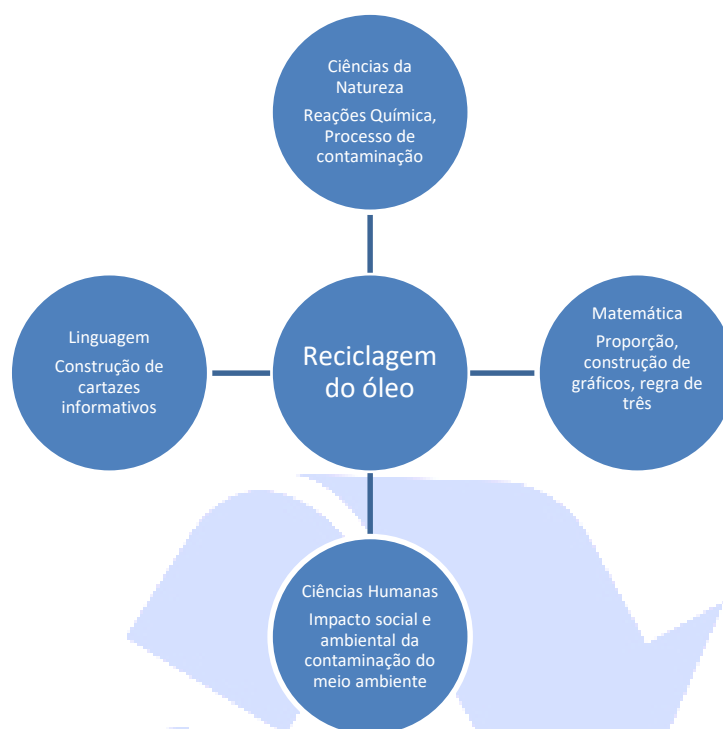 Ciências da
Natureza
Reações Química,
Processo de
contaminação
Linguagem
Construção de
cartazes
informativos
Reciclagem
do óleo
Matemática
Proporção,
construção de
gráficos, regra de
três
Ciências Humanas
Impacto social e
ambiental da
contaminação do
meio ambiente